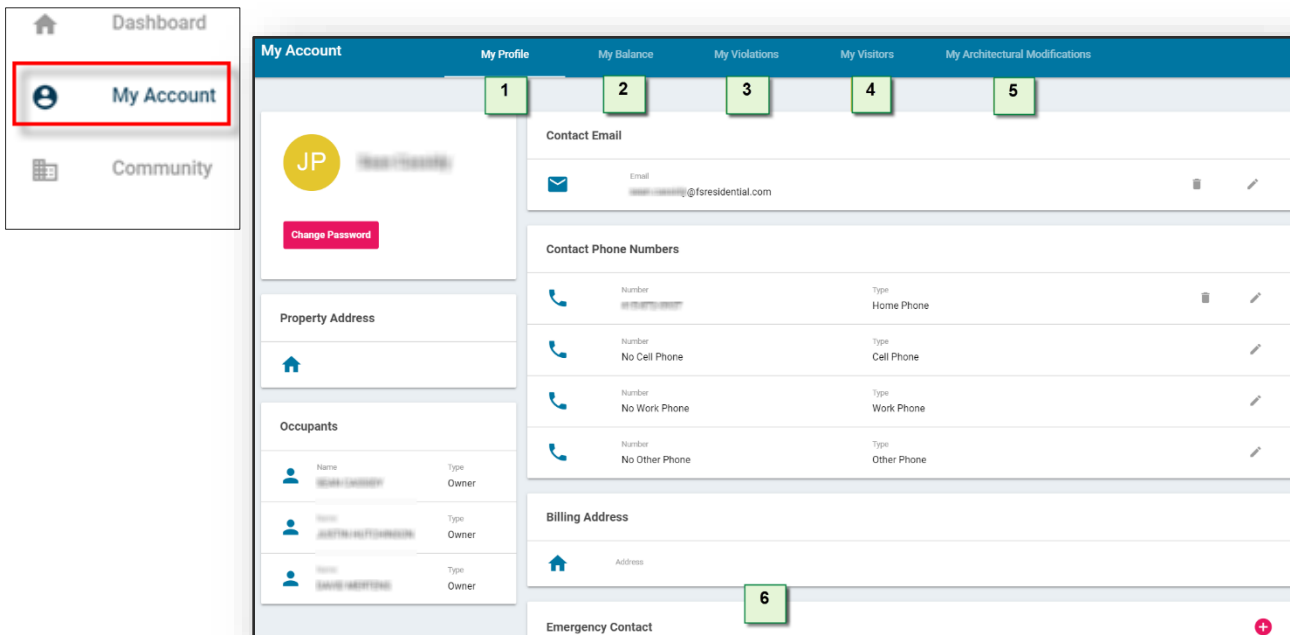 Dashboard
My Account
Community
My Account
My Profile
My Balance
My Violations
My Visitors
My Architectural Modifications
1
2
3
4
5
JP
Change Password
Property Address
Occupants
Name
Type
Owner
Type
Owner
Type
Owner
Contact Email
Email
@fsresidential.com
Contact Phone Numbers
Number
Type
Home Phone
Number
Type
No Cell Phone
Cell Phone
Number
Type
No Work Phone
Work Phone
Number
Type
No Other Phone
Other Phone
Billing Address
Address
6
Emergency Contact